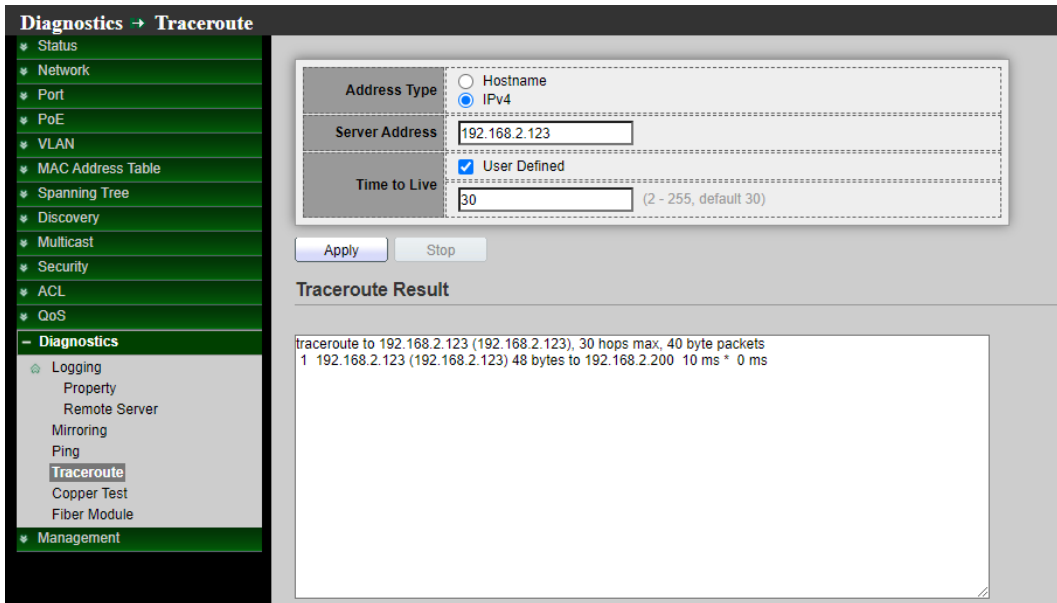 Diagnostics → Traceroute
Status
Network
Port
PoE
VLAN
MAC Address Table
Spanning Tree
Discovery
Multicast
Security
ACL
QoS
Diagnostics
Logging
Property
Remote Server
Mirroring
Ping
Traceroute
Copper Test
Fiber Module
Management
Address Type
Hostname
IPv4
Server Address
192.168.2.123
Time to Live
User Defined
30 (2 - 255, default 30)
Apply Stop
Traceroute Result
traceroute to 192.168.2.123 (192.168.2.123), 30 hops max, 40 byte packets
1 192.168.2.123 (192.168.2.123) 48 bytes to 192.168.2.200 10 ms * 0 ms